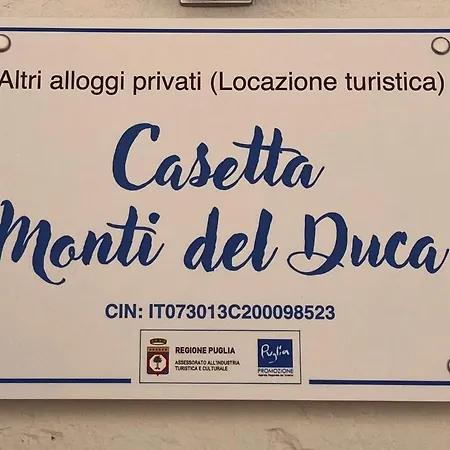 Altri alloggi privati (Locazione turistica)
Casetta
Monti del Duca
CIN: IT073013C200098523
REGIONE PUGLIA
ASSESSORATO ALL'INDUSTRIA
TURISTICA E CULTURALE
Puglia
PROMOZIONE